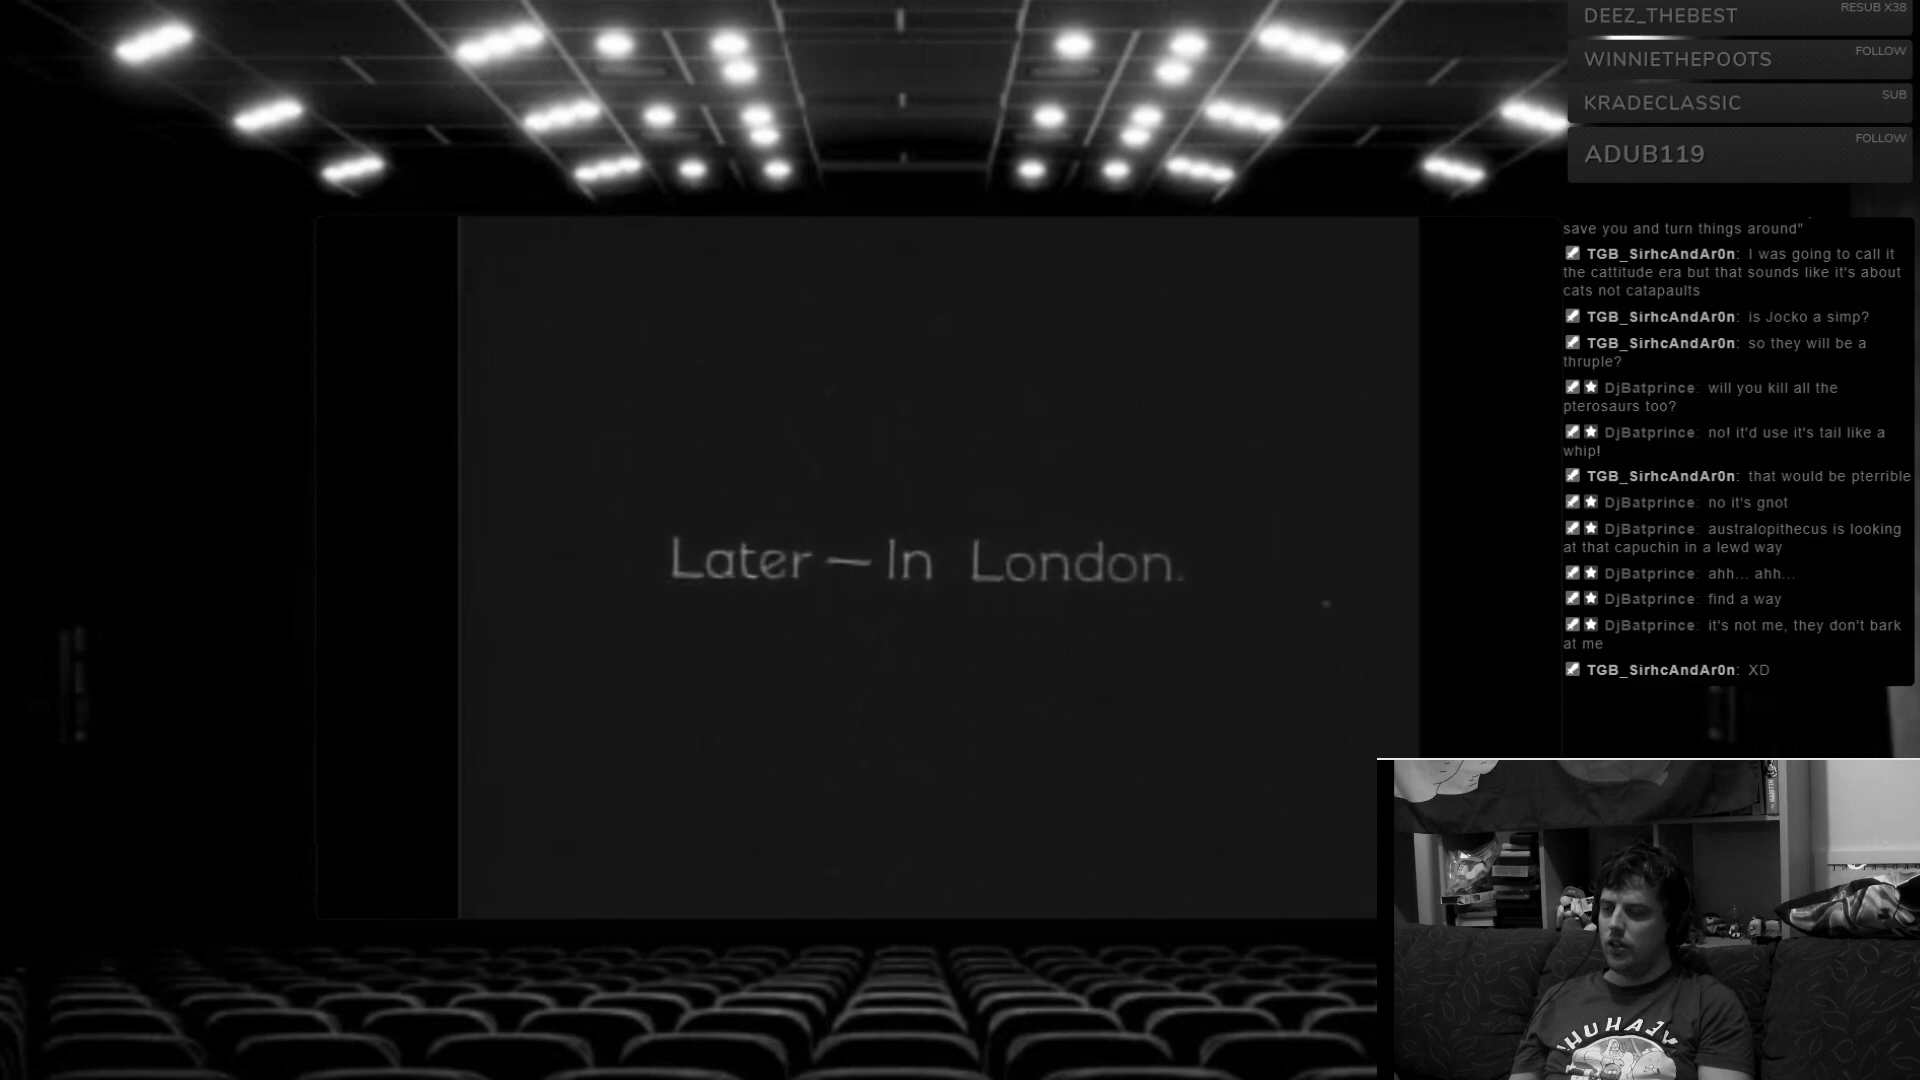 DEEZ_THEBEST
RESUB X38
WINNIETHEPOOTS
FOLLOW
KRADECLASSIC
SUB
ADUB119
FOLLOW
save you and turn things around"
TGB_SirhcAndAr0n: I was going to call it
the cattitude era but that sounds like it's about
cats not catapaults
TGB_SirhcAndAr0n: is Jocko a simp?
TGB_SirhcAndAr0n: so they will be a
thruple?
DjBatprince: will you kill all the
pterosaurs too?
DjBatprince: no! it'd use it's tail like a
whip!
TGB_SirhcAndAr0n: that would be pterrible
DjBatprince: no it's gnot
DjBatprince: australopithecus is looking
at that capuchin in a lewd way
DjBatprince: ahh... ahh...
DjBatprince: find a way
DjBatprince: it's not me, they don't bark
at me
TGB_SirhcAndAr0n: XD
Later – In London.